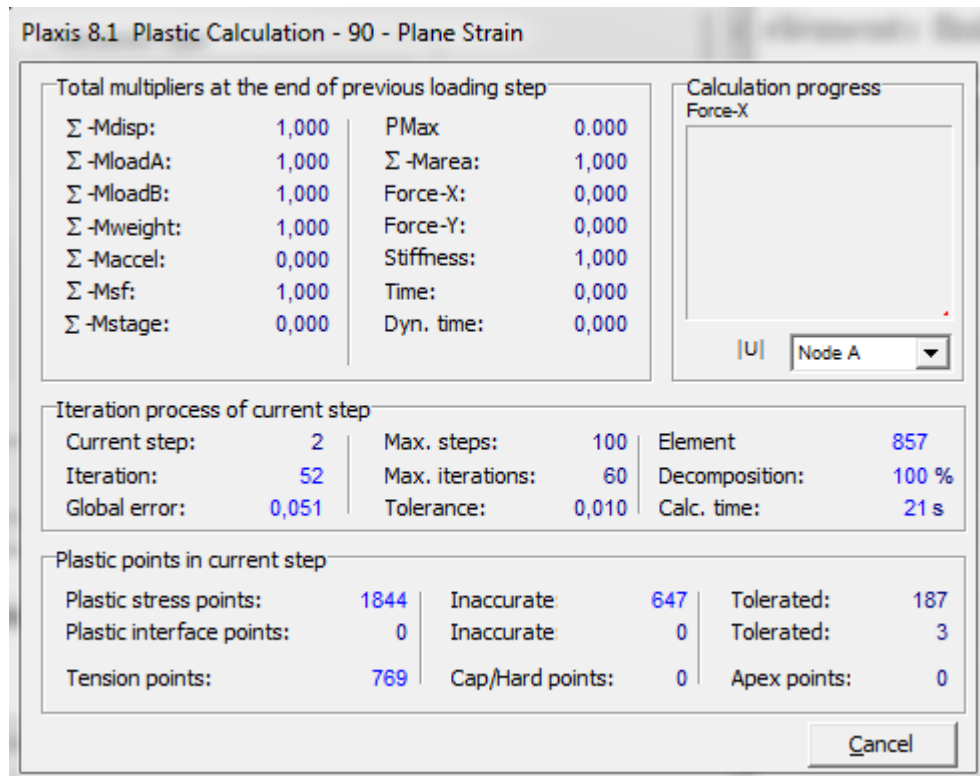 Plaxis 8.1 Plastic Calculation - 90 - Plane Strain
Total multipliers at the end of previous loading step
Σ -Mdisp: 1,000 PMax 0.000
Σ -MloadA: 1,000 Σ -Marea: 1,000
Σ -MloadB: 1,000 Force-X: 0,000
Σ -Mweight: 1,000 Force-Y: 0,000
Σ -Maccel: 0,000 Stiffness: 1,000
Σ -Msf: 1,000 Time: 0,000
Σ -Mstage: 0,000 Dyn. time: 0,000
Calculation progress
Force-X
|U| Node A
Iteration process of current step
Current step: 2 Max. steps: 100 Element 857
Iteration: 52 Max. iterations: 60 Decomposition: 100 %
Global error: 0,051 Tolerance: 0,010 Calc. time: 21 s
Plastic points in current step
Plastic stress points: 1844 Inaccurate: 647 Tolerated: 187
Plastic interface points: 0 Inaccurate: 0 Tolerated: 3
Tension points: 769 Cap/Hard points: 0 Apex points: 0
Cancel